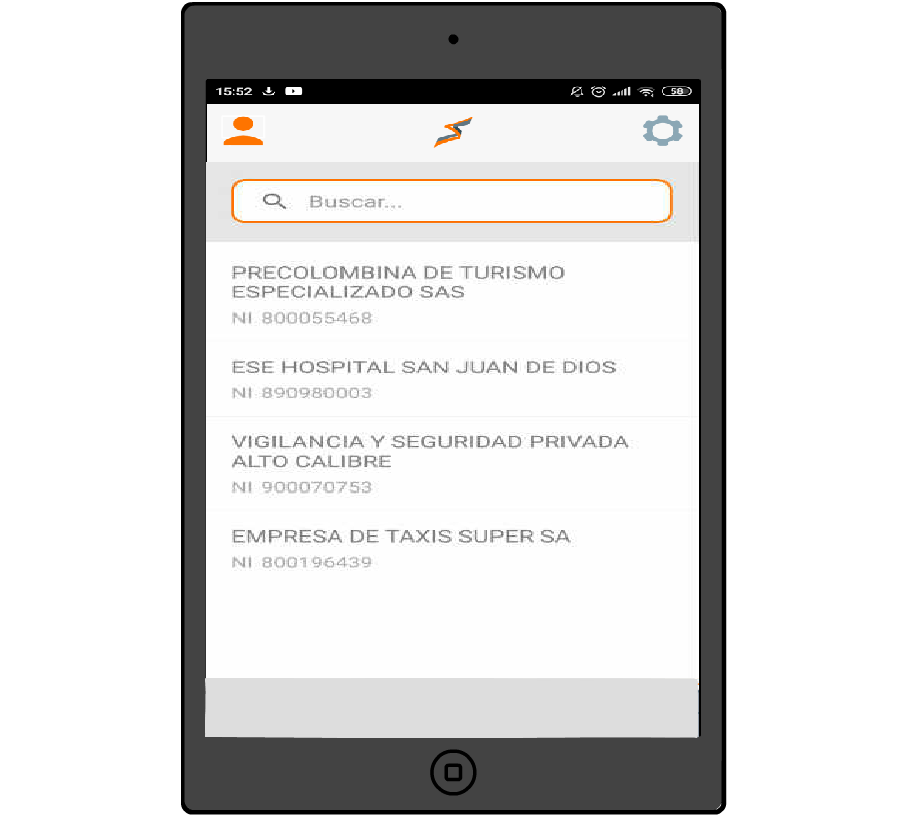 15:52
58
Buscar...
PRECOLOMBINA DE TURISMO
ESPECIALIZADO SAS
NI 800055468
ESE HOSPITAL SAN JUAN DE DIOS
NI 890980003
VIGILANCIA Y SEGURIDAD PRIVADA
ALTO CALIBRE
NI 900070753
EMPRESA DE TAXIS SUPER SA
NI 800196439